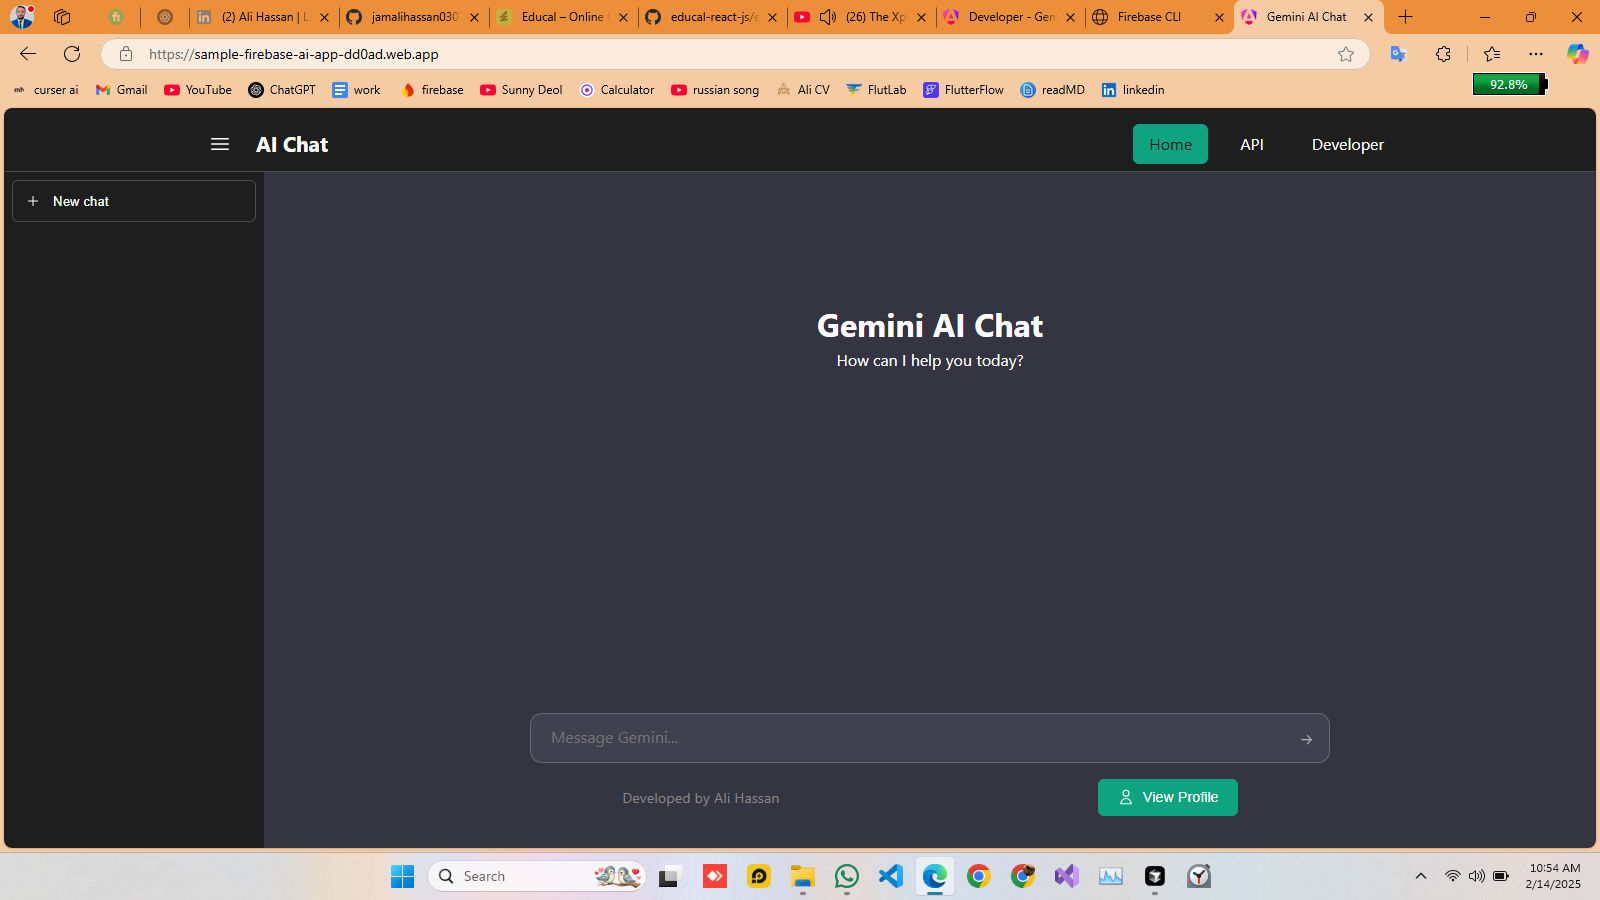 (2) Ali Hassan | Li
jamalihassan030
Educal – Online
educal-react-js/e
(26) The Xp
Developer - Gem
Firebase CLI
Gemini AI Chat
https://sample-firebase-ai-app-dd0ad.web.app
mh
curser ai
Gmail
YouTube
ChatGPT
work
firebase
Sunny Deol
Calculator
russian song
Ali CV
FlutLab
FlutterFlow
readMD
linkedin
92.8%
AI Chat
Home
API
Developer
New chat
Gemini AI Chat
How can I help you today?
Message Gemini...
Developed by Ali Hassan
View Profile
Search
10:54 AM
2/14/2025